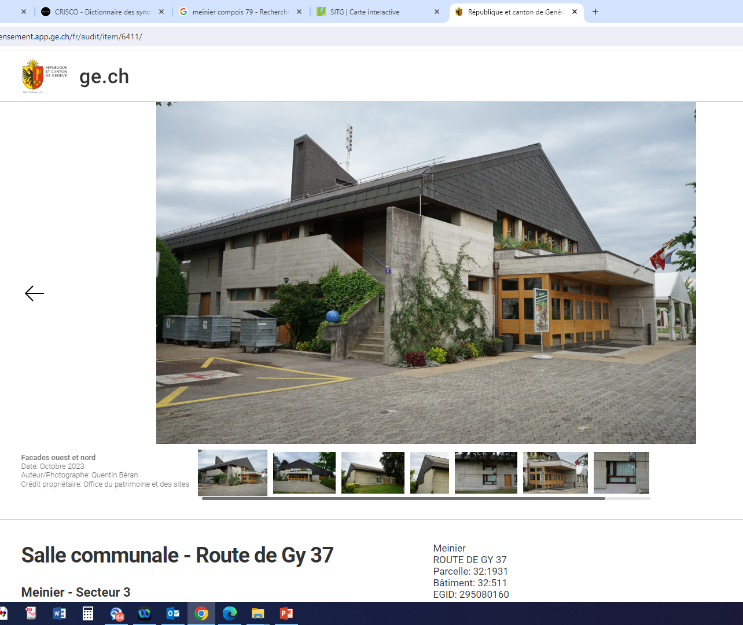 CRISCO - Dictionnaire des syno
meinier compois 79 - Recherch
SITG | Carte interactive
République et canton de Genè
ensement.app.ge.ch/fr/audit/item/6411/
REPUBLIQUE
ET CANTON
DE GENEVE
ge.ch
Facades ouest et nord
Date: Octobre 2023
Auteur/Photographe: Quentin Béran
Crédit propriétaire: Office du patrimoine et des sites
Salle communale - Route de Gy 37
Meinier - Secteur 3
Meinier
ROUTE DE GY 37
Parcelle: 32:1931
Bâtiment: 32:511
EGID: 295080160